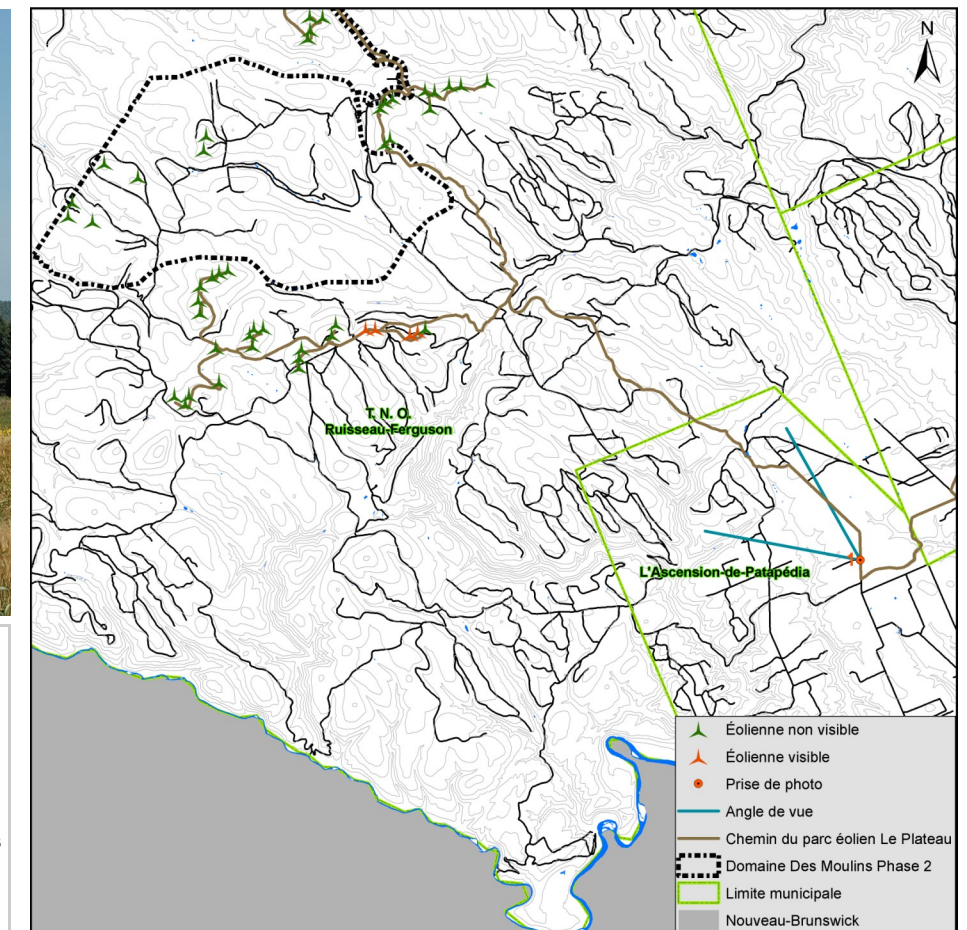 N
T. N. O.
Ruisseau-Ferguson
L'Ascension-de-Patapédia
Éolienne non visible
Éolienne visible
Prise de photo
Angle de vue
Chemin du parc éolien Le Plateau
Domaine Des Moulins Phase 2
Limite municipale
Nouveau-Brunswick